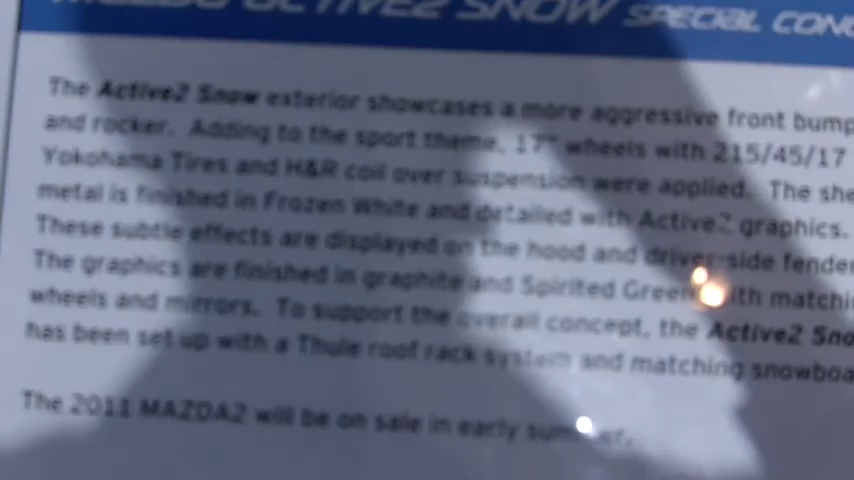 ACTIVE2 SNOW SPECIAL CONC
The Active2 Snow exterior showcases a more aggressive front bump
and rocker. Adding to the sport theme, 17" wheels with 215/45/17
Yokohama Tires and H&R coil over suspension were applied. The she
metal is finished in Frozen White and detailed with Active2 graphics.
These subtle effects are displayed on the hood and driver-side fender
The graphics are finished in graphite and Spirited Green with matchi
wheels and mirrors. To support the overall concept, the Active2 Sno
has been set up with a Thule roof rack system and matching snowboa
The 2011 MAZDA2 will be on sale in early summer.